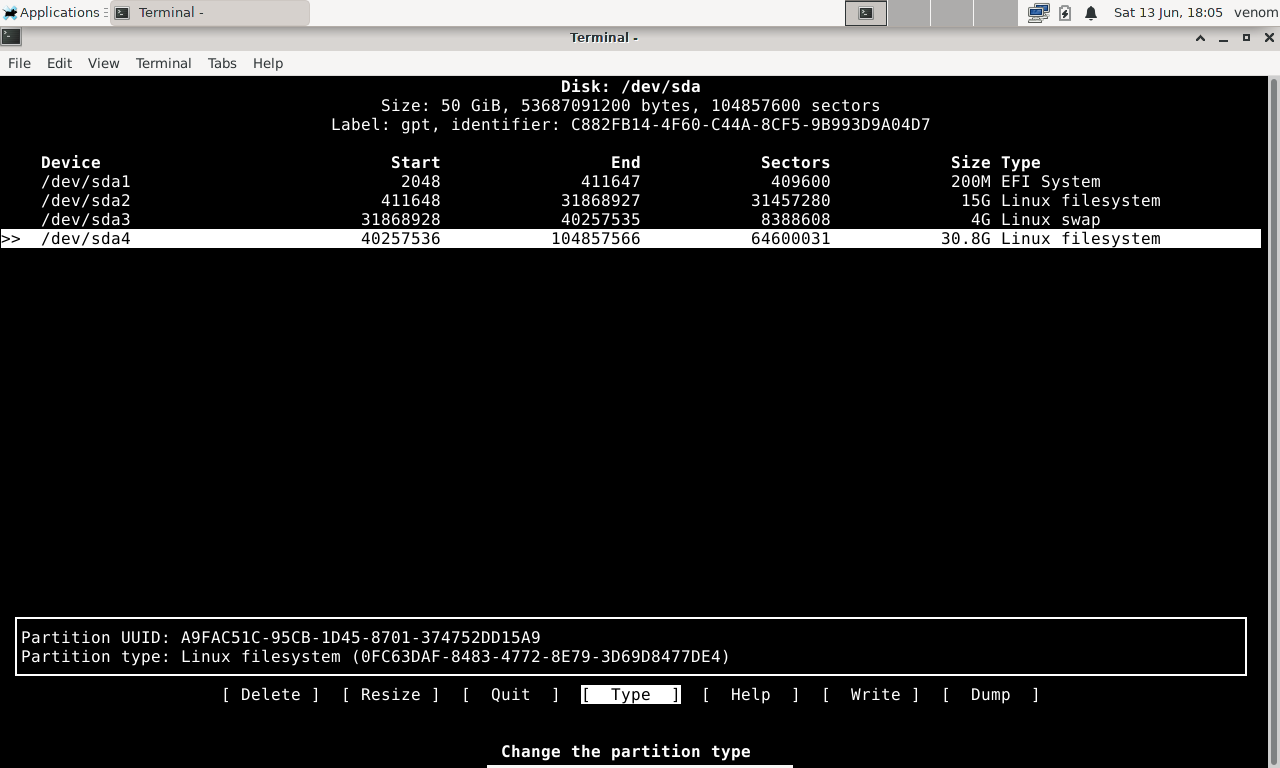 Applications Terminal - Sat 13 Jun, 18:05 venom
Terminal -
File Edit View Terminal Tabs Help
Disk: /dev/sda
Size: 50 GiB, 53687091200 bytes, 104857600 sectors
Label: gpt, identifier: C882FB14-4F60-C44A-8CF5-9B993D9A04D7
Device Start End Sectors Size Type
/dev/sda1 2048 411647 409600 200M EFI System
/dev/sda2 411648 31868927 31457280 15G Linux filesystem
/dev/sda3 31868928 40257535 8388608 4G Linux swap
>> /dev/sda4 40257536 104857566 64600031 30.8G Linux filesystem
Partition UUID: A9FAC51C-95CB-1D45-8701-374752DD15A9
Partition type: Linux filesystem (0FC63DAF-8483-4772-8E79-3D69D8477DE4)
[ Delete ] [ Resize ] [ Quit ] [ Type ] [ Help ] [ Write ] [ Dump ]
Change the partition type